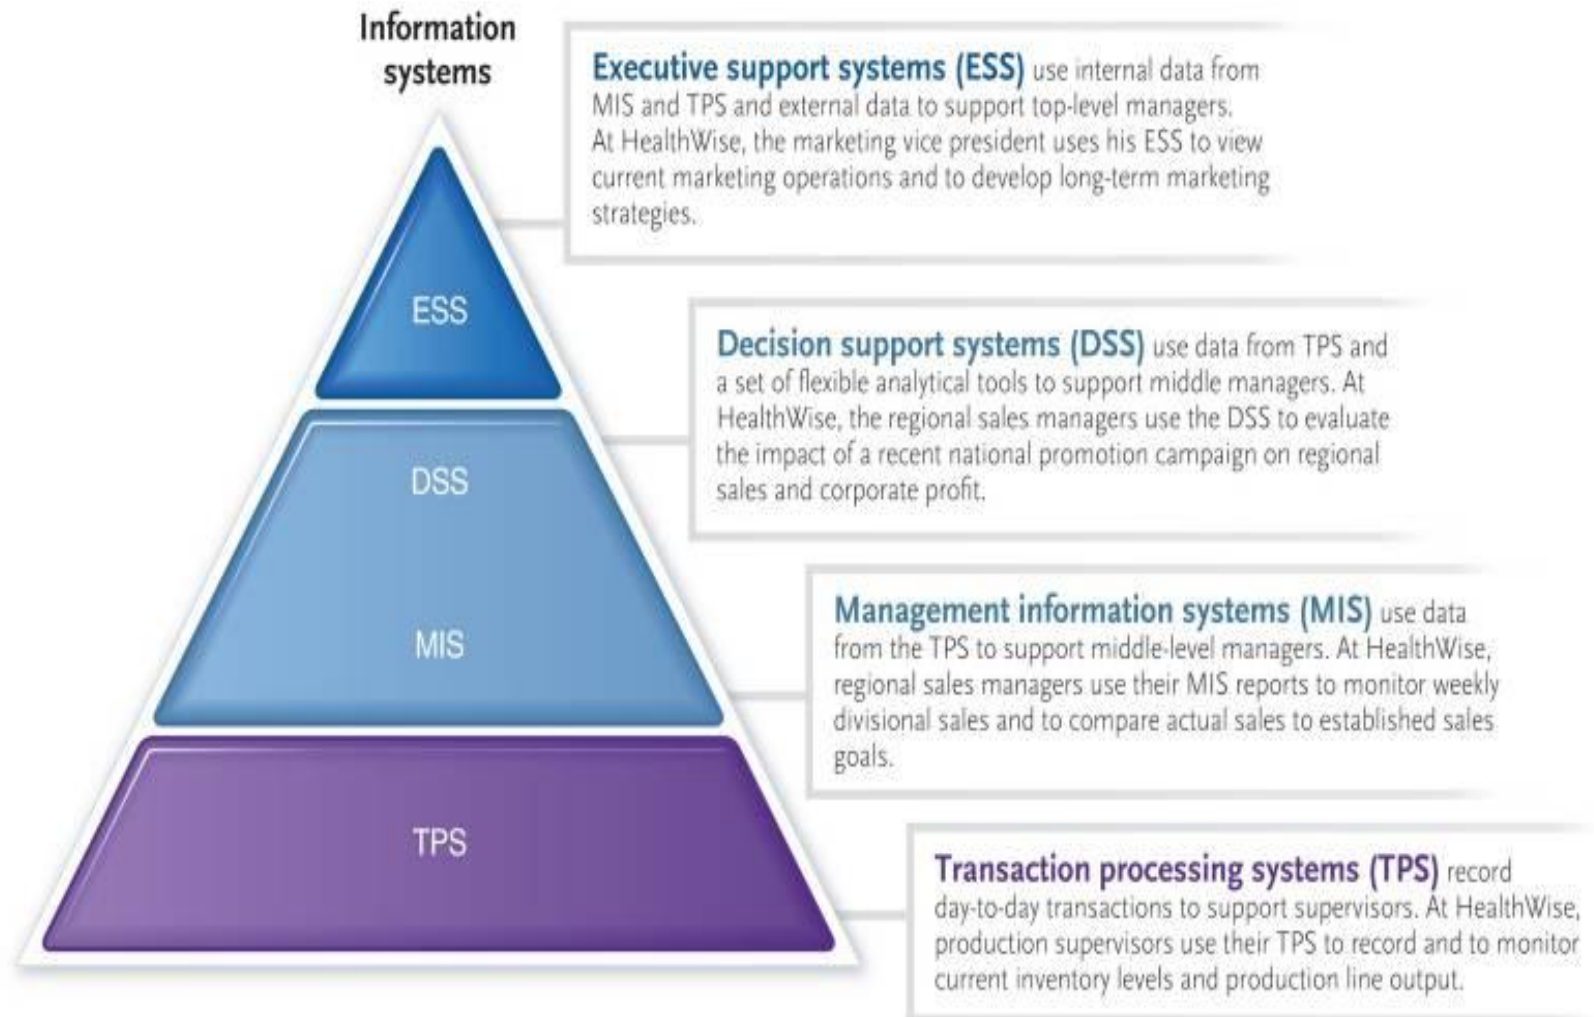 Information
systems
Executive support systems (ESS) use internal data from
MIS and TPS and external data to support top-level managers.
At HealthWise, the marketing vice president uses his ESS to view
current marketing operations and to develop long-term marketing
strategies.
ESS
Decision support systems (DSS) use data from TPS and
a set of flexible analytical tools to support middle managers. At
HealthWise, the regional sales managers use the DSS to evaluate
the impact of a recent national promotion campaign on regional
sales and corporate profit.
DSS
Management information systems (MIS) use data
from the TPS to support middle-level managers. At HealthWise,
regional sales managers use their MIS reports to monitor weekly
divisional sales and to compare actual sales to established sales
goals.
MIS
Transaction processing systems (TPS) record
day-to-day transactions to support supervisors. At HealthWise,
production supervisors use their TPS to record and to monitor
current inventory levels and production line output.
TPS